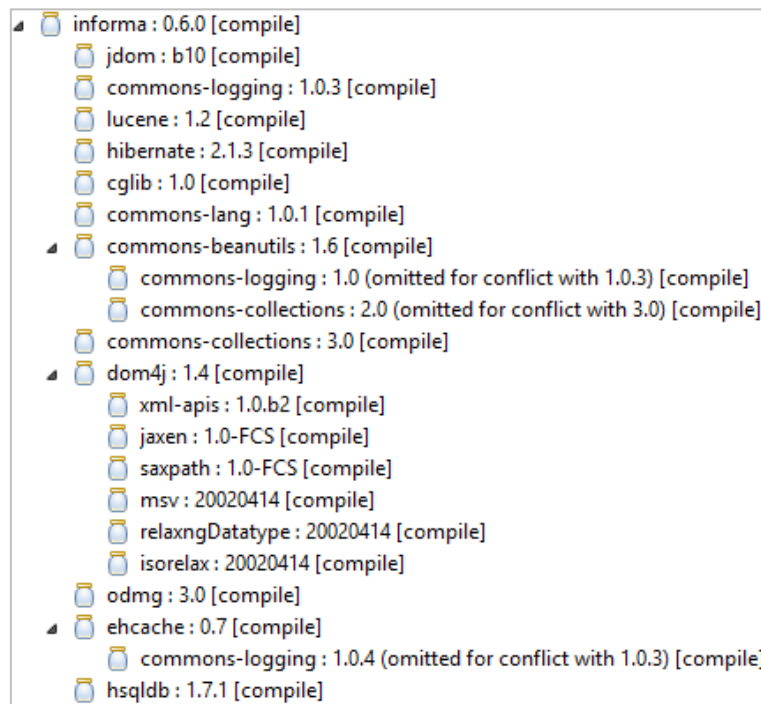 informa : 0.6.0 [compile]
jdom : b10 [compile]
commons-logging : 1.0.3 [compile]
lucene : 1.2 [compile]
hibernate : 2.1.3 [compile]
cglib : 1.0 [compile]
commons-lang : 1.0.1 [compile]
commons-beanutils : 1.6 [compile]
commons-logging : 1.0 (omitted for conflict with 1.0.3) [compile]
commons-collections : 2.0 (omitted for conflict with 3.0) [compile]
commons-collections : 3.0 [compile]
dom4j : 1.4 [compile]
xml-apis : 1.0.b2 [compile]
jaxen : 1.0-FCS [compile]
saxpath : 1.0-FCS [compile]
msv : 20020414 [compile]
relaxngDatatype : 20020414 [compile]
isorelax : 20020414 [compile]
odmg : 3.0 [compile]
ehcache : 0.7 [compile]
commons-logging : 1.0.4 (omitted for conflict with 1.0.3) [compile]
hsqldb : 1.7.1 [compile]